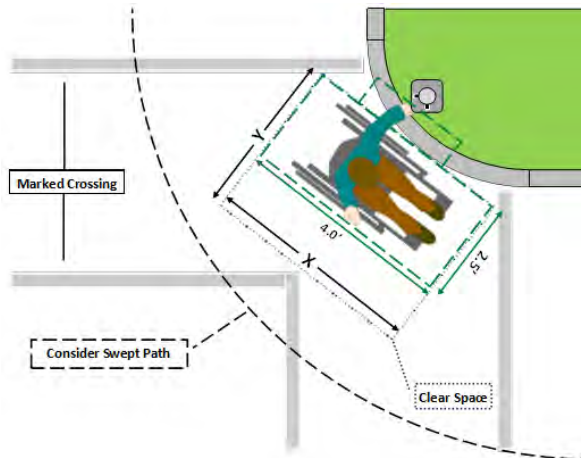 Y
Marked Crossing
4.0'
2.5'
X
Consider Swept Path
Clear Space